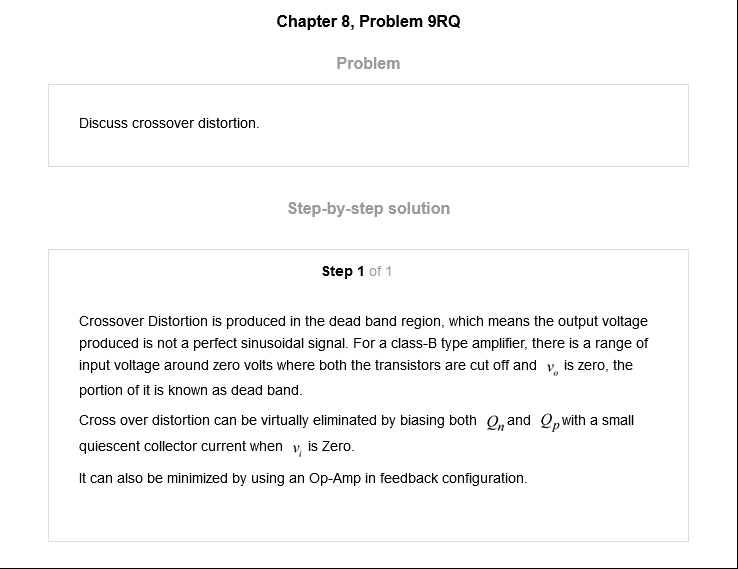 Chapter 8, Problem 9RQ
Problem
Discuss crossover distortion.
Step-by-step solution
Step 1 of 1
Crossover Distortion is produced in the dead band region, which means the output voltage
produced is not a perfect sinusoidal signal. For a class-B type amplifier, there is a range of
input voltage around zero volts where both the transistors are cut off and v_o is zero, the
portion of it is known as dead band.
Cross over distortion can be virtually eliminated by biasing both Q_n and Q_p with a small
quiescent collector current when v_i is Zero.
It can also be minimized by using an Op-Amp in feedback configuration.